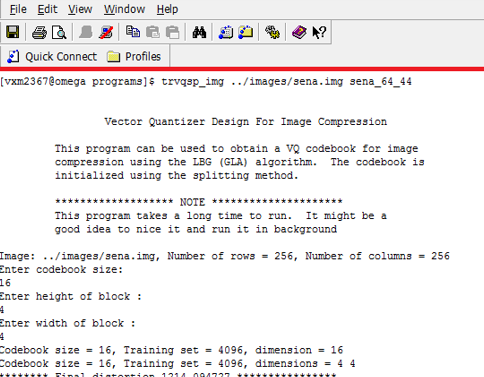 File Edit View Window Help
Quick Connect Profiles
[vxm2367@omega programs]$ trvqsp_img ../images/sena.img sena_64_44
Vector Quantizer Design For Image Compression
This program can be used to obtain a VQ codebook for image
compression using the LBG (GLA) algorithm. The codebook is
initialized using the splitting method.
******************* NOTE *********************
This program takes a long time to run. It might be a
good idea to nice it and run it in background
Image: ../images/sena.img, Number of rows = 256, Number of columns = 256
Enter codebook size:
16
Enter height of block :
4
Enter width of block :
4
Codebook size = 16, Training set = 4096, dimension = 16
Codebook size = 16, Training set = 4096, dimensions = 4 4
******** Final distortion 1214.094727 ****************